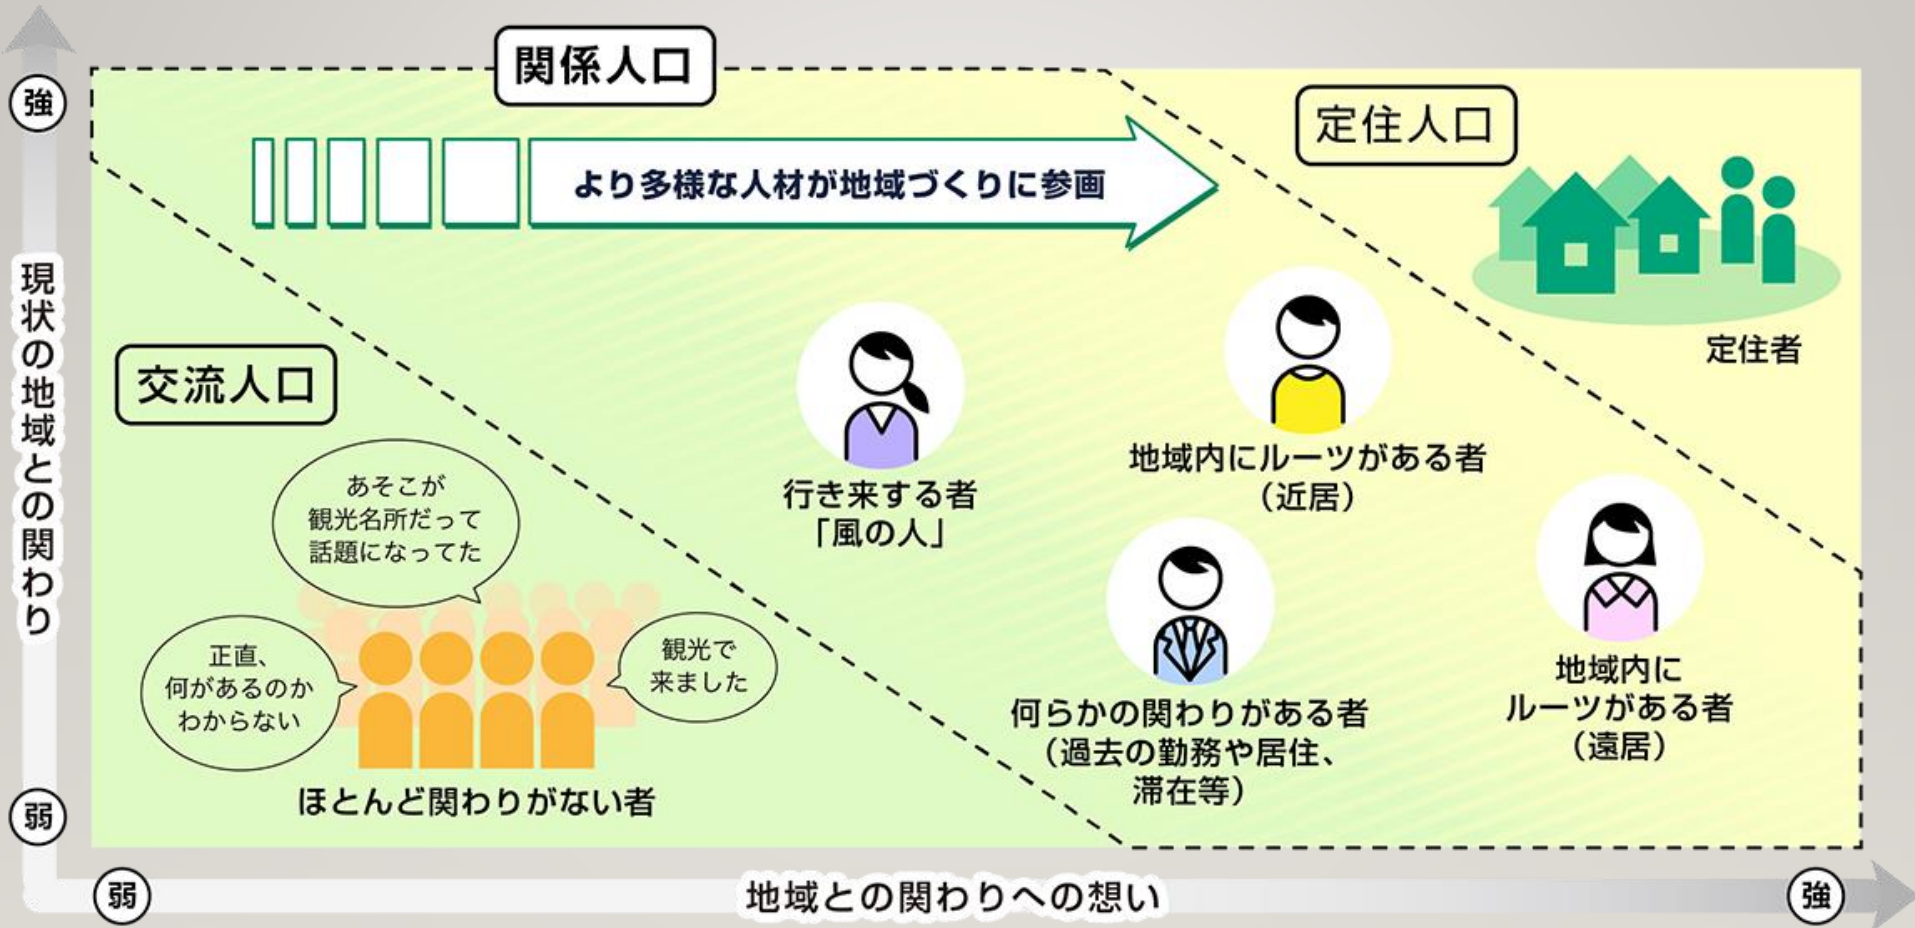 関係人口
強
定住人口
より多様な人材が地域づくりに参画
定住者
現状の地域との関わり
交流人口
あそこが
観光名所だって
話題になってた
正直、
何があるのか
わからない
観光で
来ました
ほとんど関わりがない者
行き来する者
「風の人」
地域内にルーツがある者
（近居）
何らかの関わりがある者
（過去の勤務や居住、
滞在等）
地域内に
ルーツがある者
（遠居）
弱
弱
地域との関わりへの想い
強